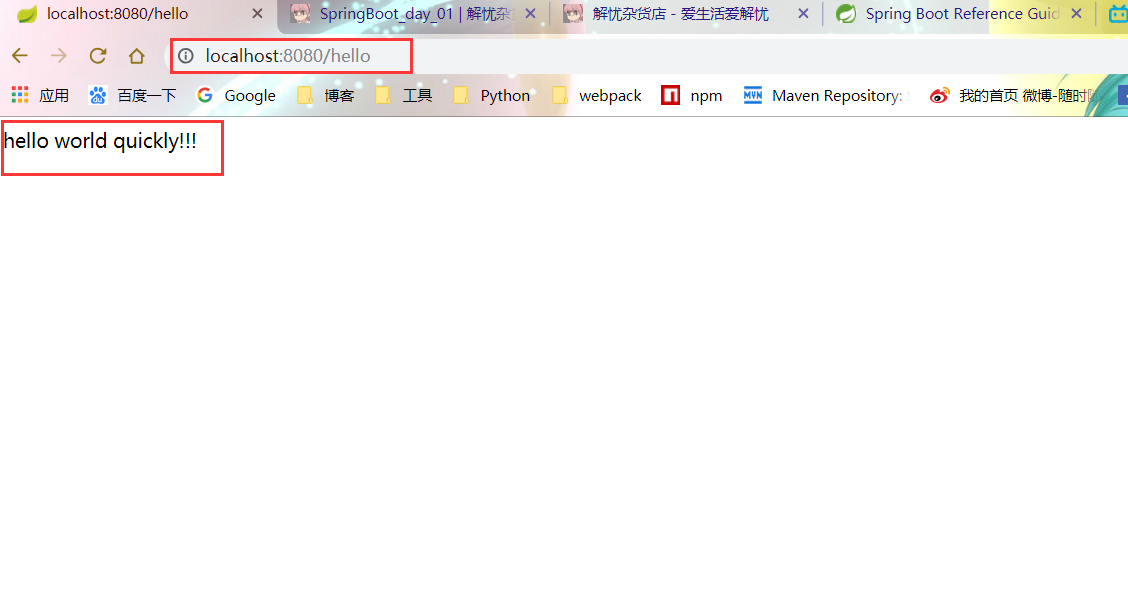 localhost:8080/hello SpringBoot_day_01 | 解忧杂 解忧杂货店 - 爱生活爱解忧 Spring Boot Reference Guid
localhost:8080/hello
应用 百度一下 Google 博客 工具 Python webpack npm MVN Maven Repository: 我的首页 微博-随时
hello world quickly!!!